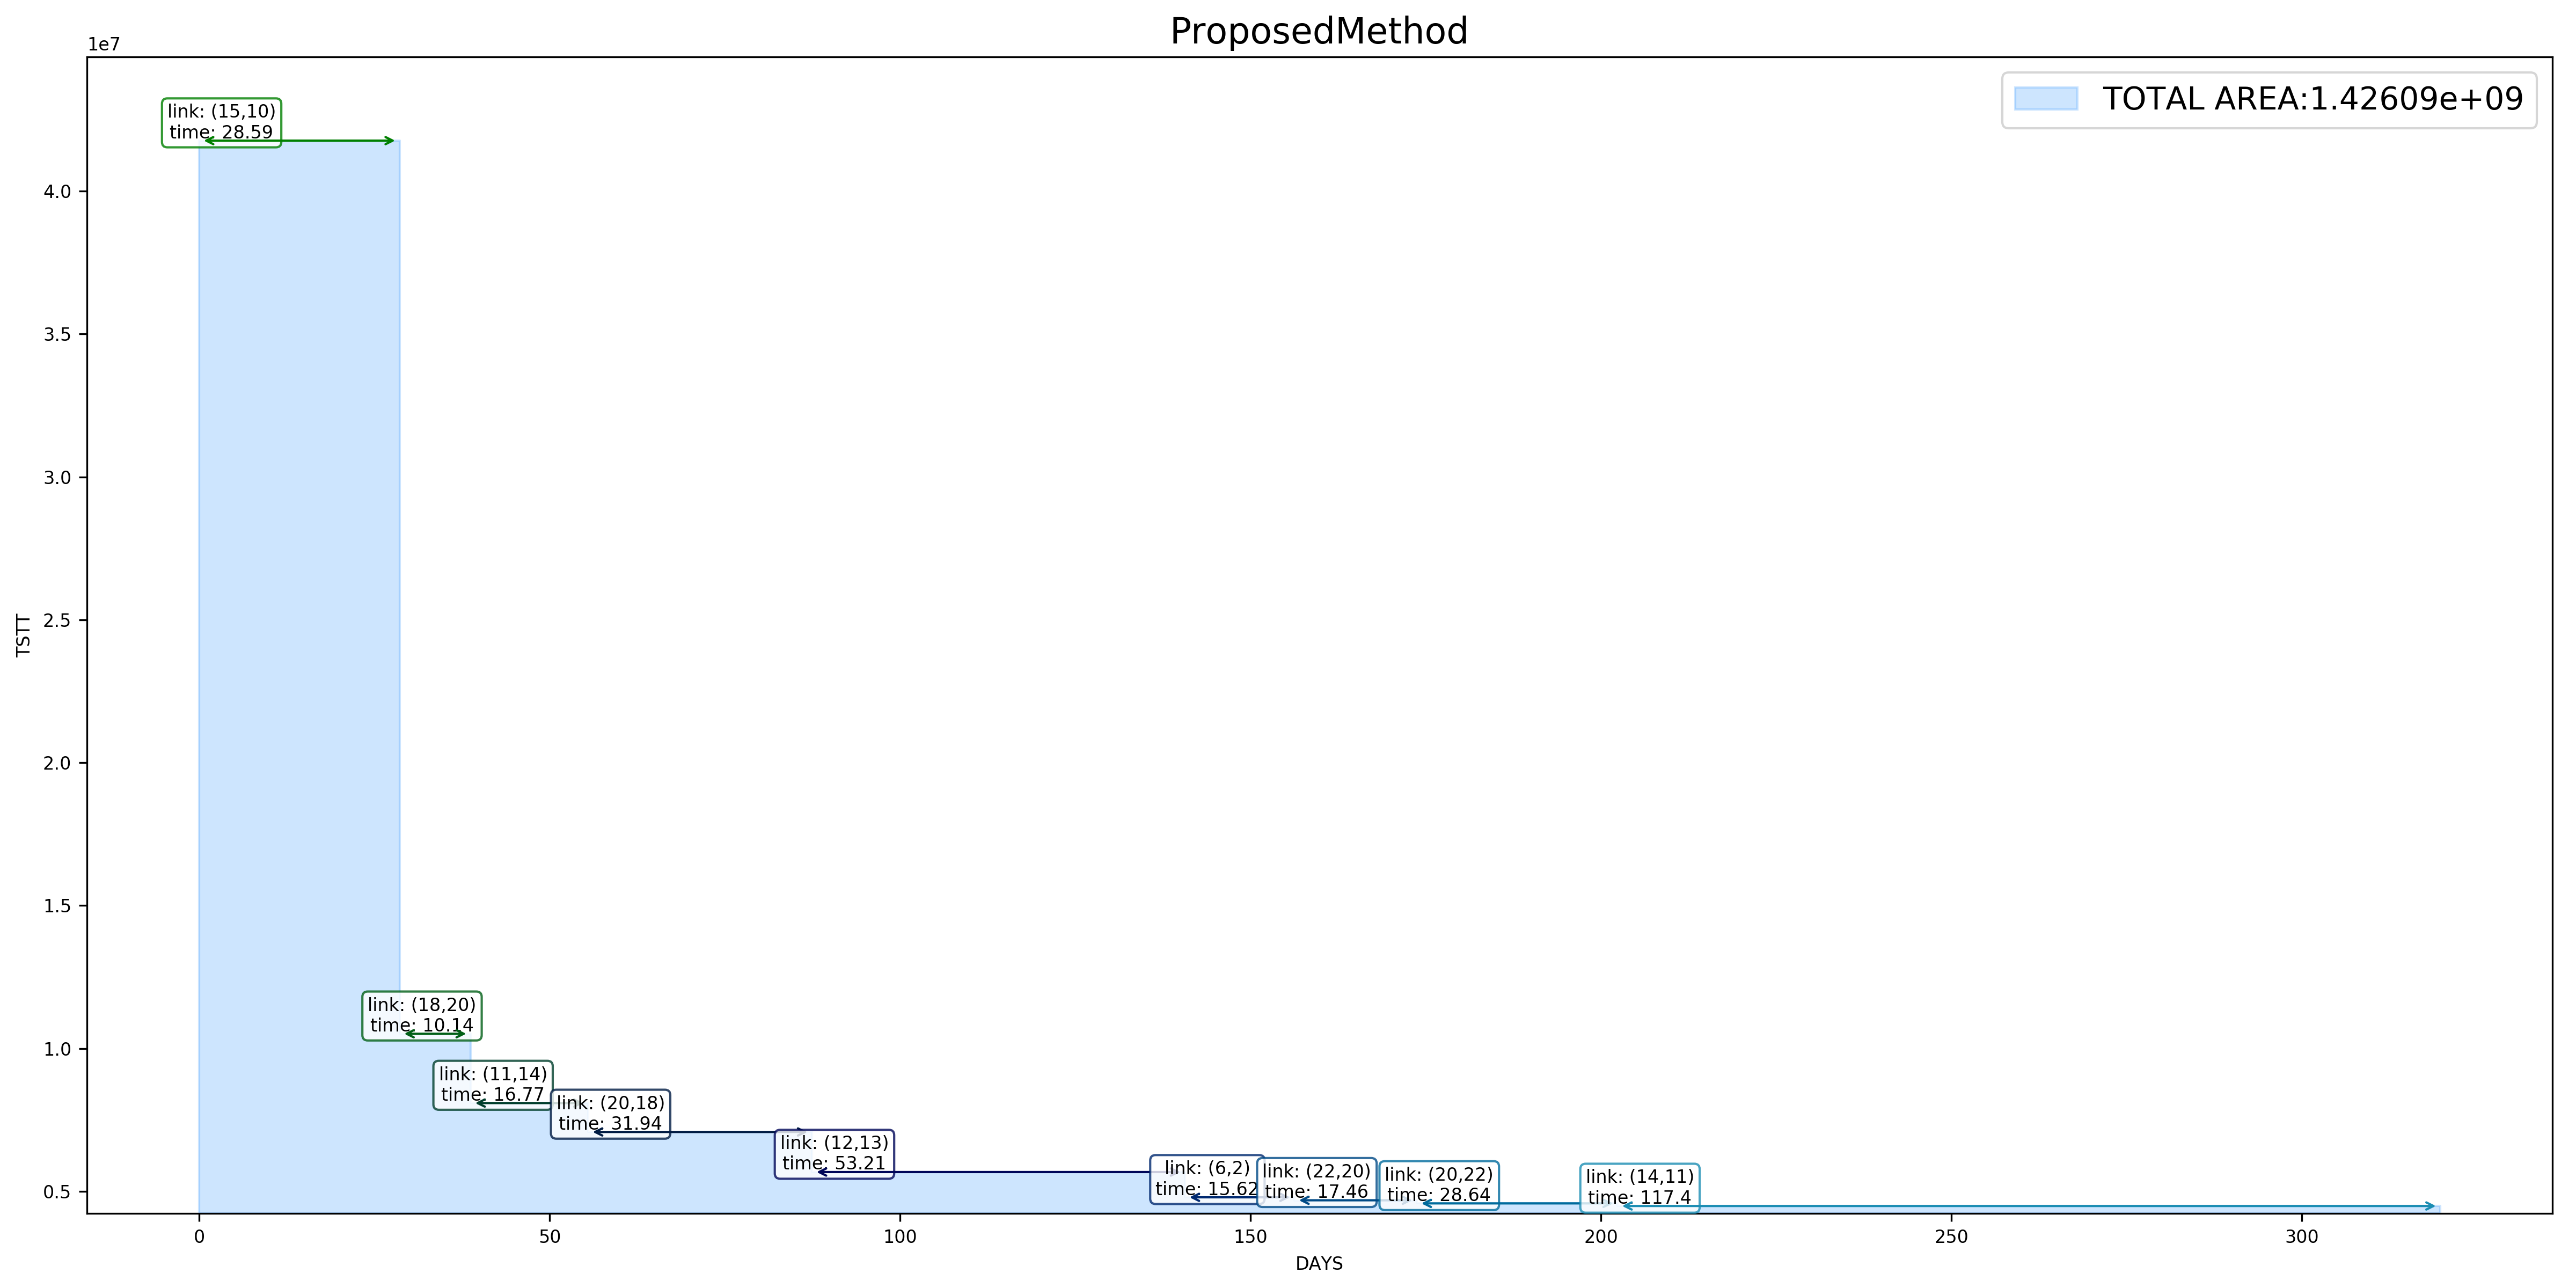 ProposedMethod
1e7
TOTAL AREA:1.42609e+09
link: (15,10)
time: 28.59
4.0
3.5
3.0
2.5
2.0
1.5
1.0
0.5
TSTT
link: (18,20)
time: 10.14
link: (11,14)
time: 16.77
link: (20,18)
time: 31.94
link: (12,13)
time: 53.21
link: (6,2)
time: 15.62
link: (22,20)
time: 17.46
link: (20,22)
time: 28.64
link: (14,11)
time: 117.4
0 50 100 150 200 250 300
DAYS